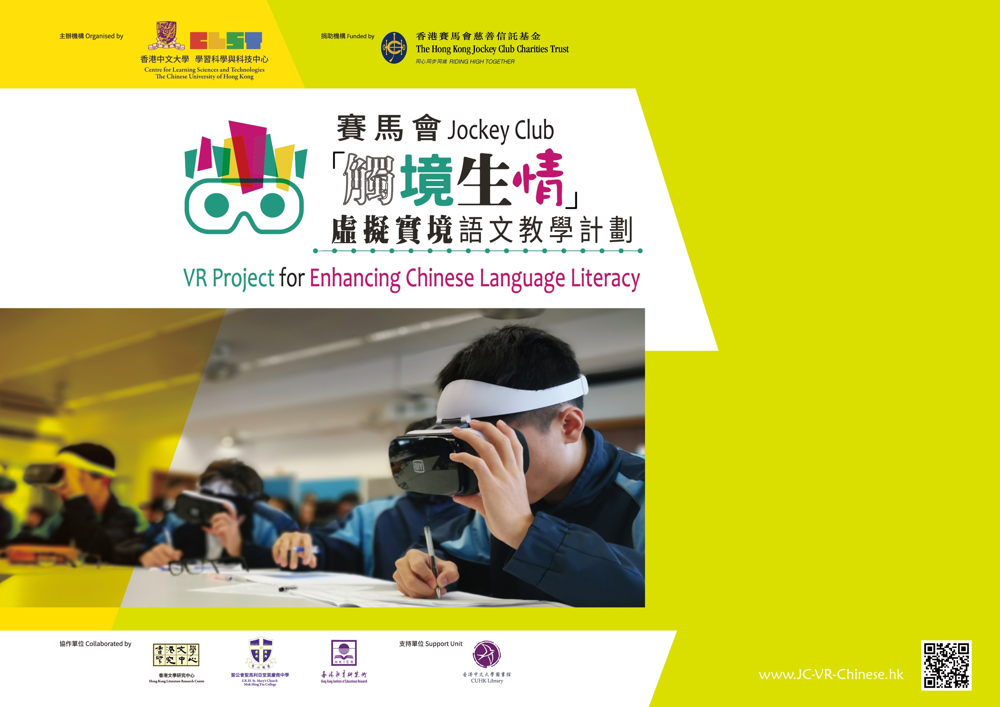 主辦機構 Organised by
CLST
香港中文大學 學習科學與科技中心
Centre for Learning Sciences and Technologies
The Chinese University of Hong Kong
捐助機構 Funded by
香港賽馬會慈善信託基金
The Hong Kong Jockey Club Charities Trust
同心同步同進 RIDING HIGH TOGETHER
賽馬會 Jockey Club
「觸境生情」
虛擬實境語文教學計劃
VR Project for Enhancing Chinese Language Literacy
QIY
協作單位 Collaborated by
香港文學
研究中心
香港文學研究中心
Hong Kong Literature Research Centre
聖公會聖馬利亞堂莫慶堯中學
S.K.H. St. Mary's Church
Mok Hing Yiu College
HKIER
香港教育研究所
Hong Kong Institute of Educational Research
支持單位 Support Unit
香港中文大學圖書館
CUHK Library
www.JC-VR-Chinese.hk